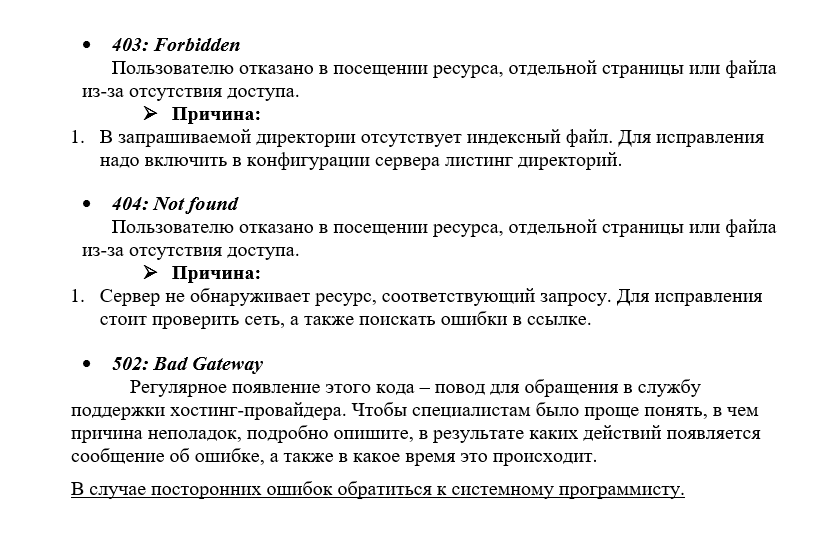 • 403: Forbidden
Пользователю отказано в посещении ресурса, отдельной страницы или файла
из-за отсутствия доступа.
➤ Причина:
1. В запрашиваемой директории отсутствует индексный файл. Для исправления
надо включить в конфигурации сервера листинг директорий.
• 404: Not found
Пользователю отказано в посещении ресурса, отдельной страницы или файла
из-за отсутствия доступа.
➤ Причина:
1. Сервер не обнаруживает ресурс, соответствующий запросу. Для исправления
стоит проверить сеть, а также поискать ошибки в ссылке.
• 502: Bad Gateway
Регулярное появление этого кода – повод для обращения в службу
поддержки хостинг-провайдера. Чтобы специалистам было проще понять, в чем
причина неполадок, подробно опишите, в результате каких действий появляется
сообщение об ошибке, а также в какое время это происходит.
В случае посторонних ошибок обратиться к системному программисту.